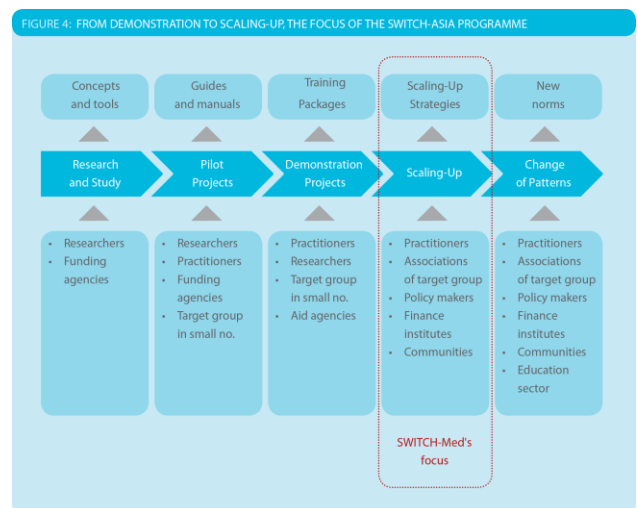 FIGURE 4: FROM DEMONSTRATION TO SCALING-UP, THE FOCUS OF THE SWITCH-ASIA PROGRAMME
Concepts
and tools
Guides
and manuals
Training
Packages
Scaling-Up
Strategies
New
norms
Research
and Study
Pilot
Projects
Demonstration
Projects
Scaling-Up
Change
of Patterns
• Researchers
• Funding
agencies
• Researchers
• Practitioners
• Funding
agencies
• Target group
in small no.
• Practitioners
• Researchers
• Target group
in small no.
• Aid agencies
• Practitioners
• Associations
of target group
• Policy makers
• Finance
institutes
• Communities
• Practitioners
• Associations
of target group
• Policy makers
• Finance
institutes
• Communities
• Education
sector
SWITCH-Med's
focus